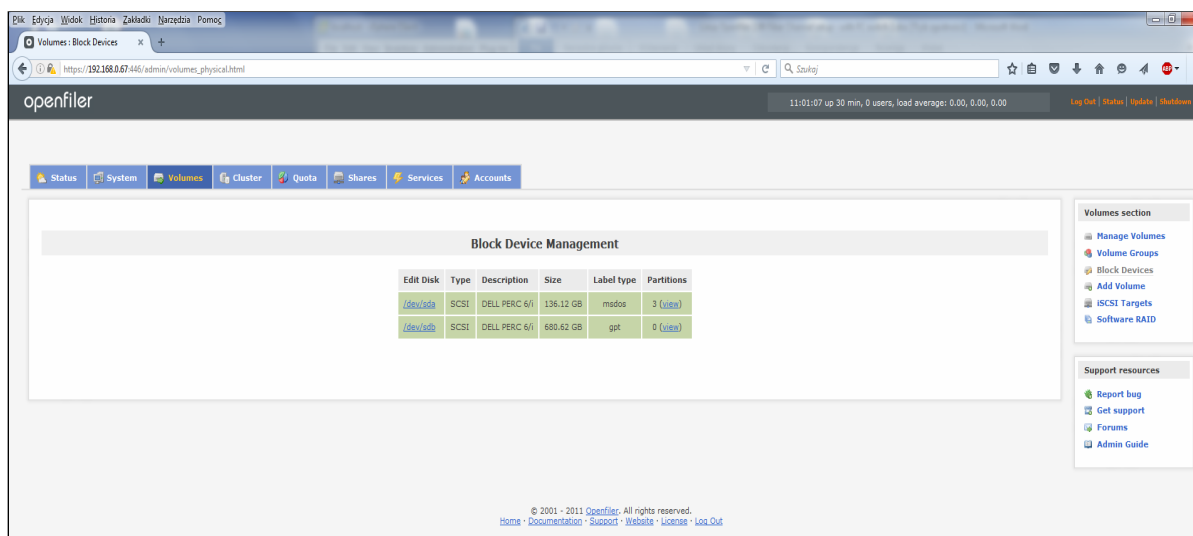 Plik Edycja Widok Historia Zakładki Narzędzia Pomoc
Volumes : Block Devices x +
https://192.168.0.67:446/admin/volumes_physical.html
Szukaj
ABP
openfiler
11:01:07 up 30 min, 0 users, load average: 0.00, 0.00, 0.00
Log Out | Status | Update | Shutdown
Status System Volumes Cluster Quota Shares Services Accounts
Block Device Management
Edit Disk Type Description Size Label type Partitions
/dev/sda SCSI DELL PERC 6/i 136.12 GB msdos 3 (view)
/dev/sdb SCSI DELL PERC 6/i 680.62 GB gpt 0 (view)
Volumes section
Manage Volumes
Volume Groups
Block Devices
Add Volume
iSCSI Targets
Software RAID
Support resources
Report bug
Get support
Forums
Admin Guide
© 2001 - 2011 Openfiler. All rights reserved.
Home · Documentation · Support · Website · License · Log Out